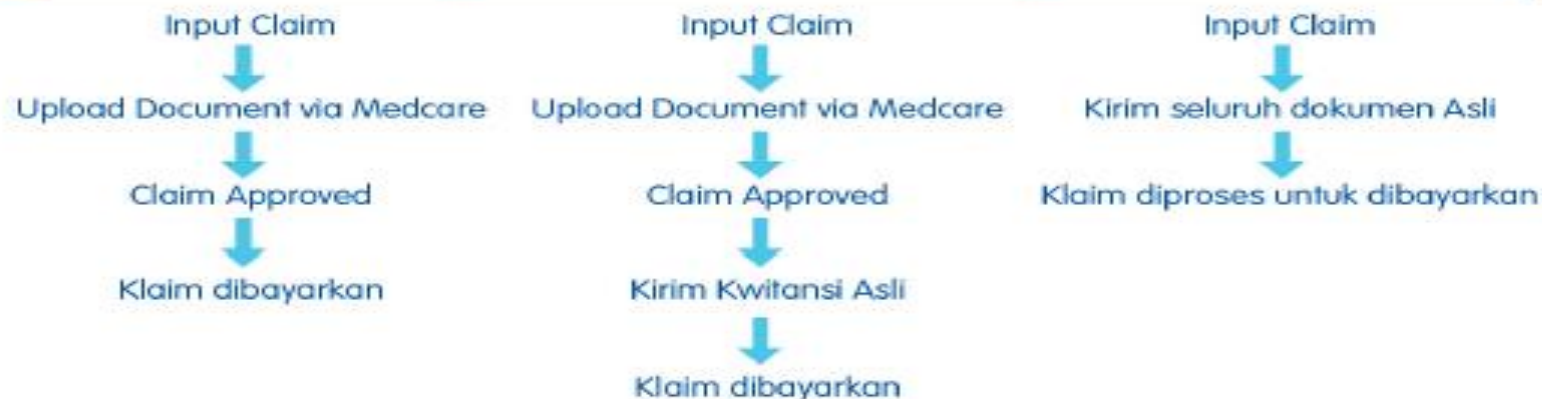 Input Claim
Upload Document via Medcare
Claim Approved
Klaim dibayarkan
Input Claim
Upload Document via Medcare
Claim Approved
Kirim Kwitansi Asli
Klaim dibayarkan
Input Claim
Kirim seluruh dokumen Asli
Klaim diproses untuk dibayarkan